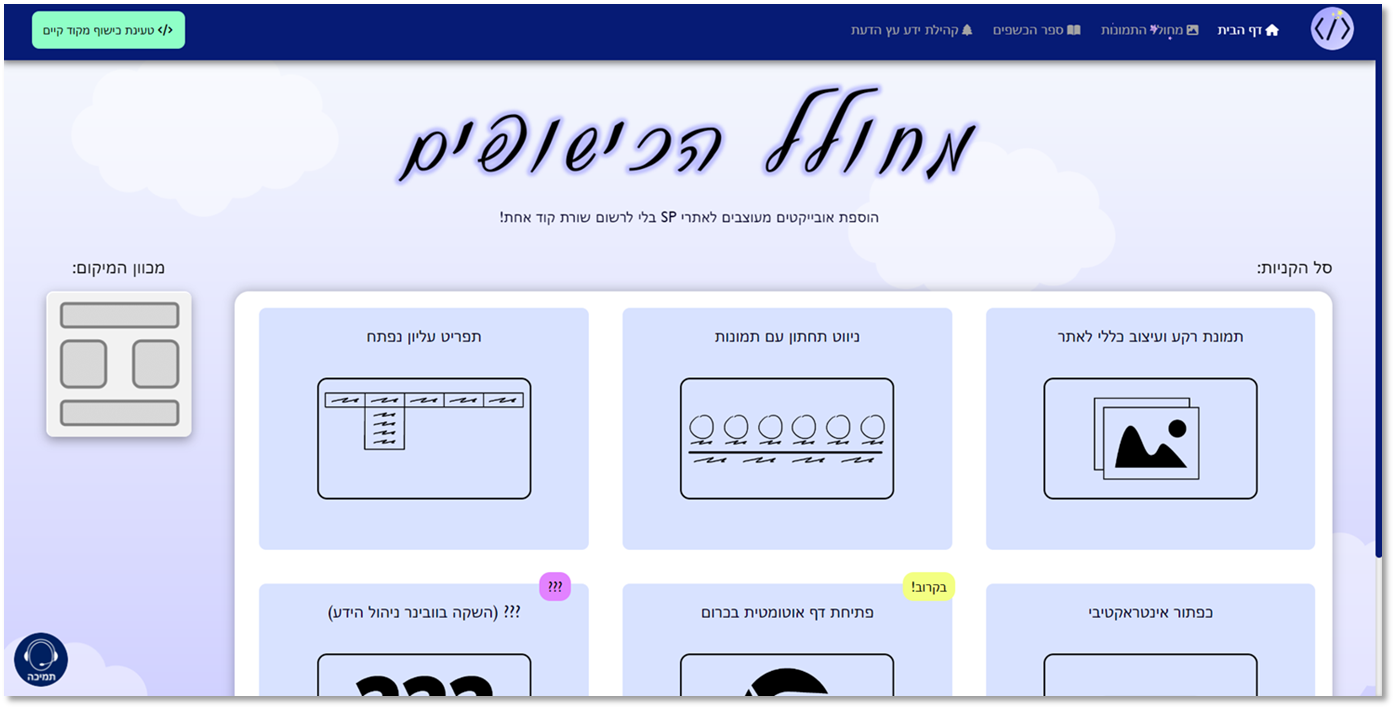 דף הבית
מחולל התמונות
ספר הכשפים
קהילת ידע עץ הדעת
</> טעינת כישוף מקוד קיים
</>
מחולל הכישופים
הוספת אובייקטים מעוצבים לאתרי SP בלי לרשום שורת קוד אחת!
סל הקניות:
מכוון המיקום:
תמונת רקע ועיצוב כללי לאתר
ניווט תחתון עם תמונות
תפריט עליון נפתח
כפתור אינטראקטיבי
בקרוב!
פתיחת דף אוטומטית בכרום
???
??? (השקה בוובינר ניהול הידע)
???
תמיכה